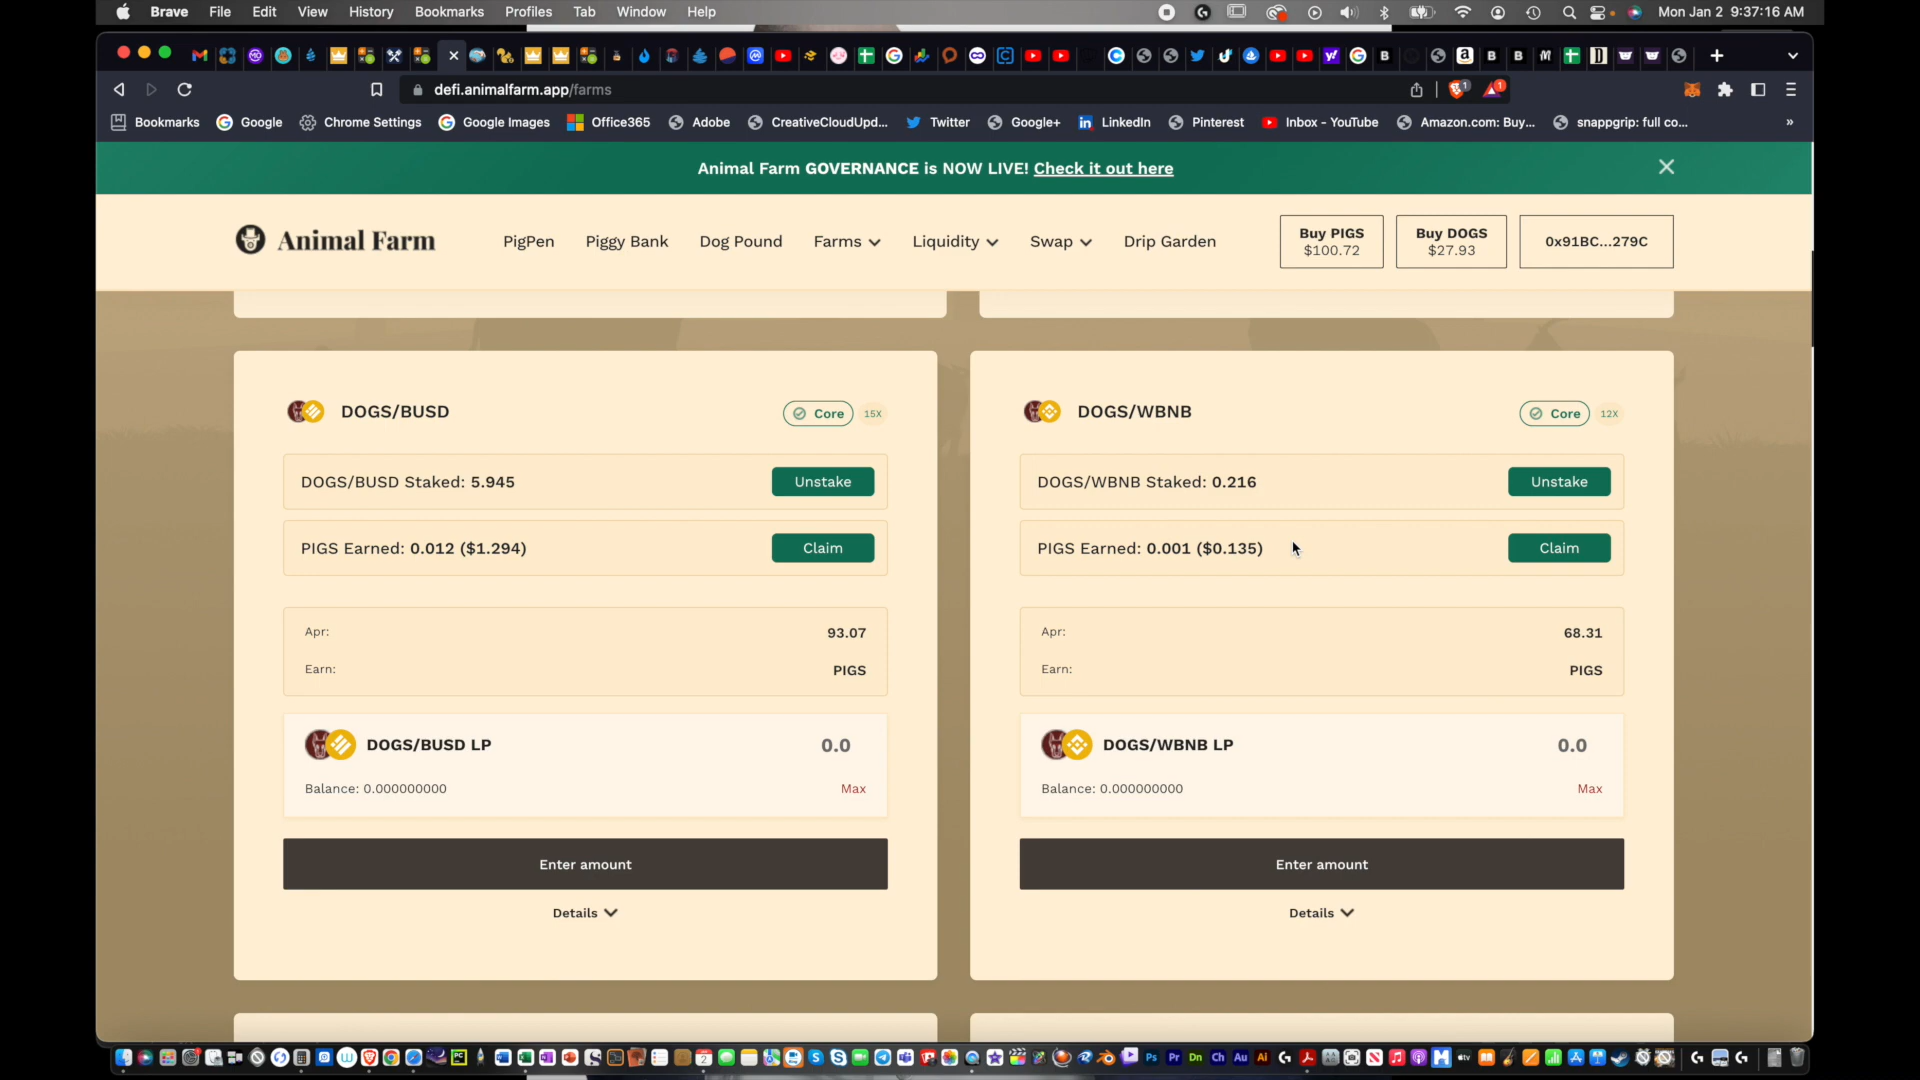 Brave File Edit View History Bookmarks Profiles Tab Window Help Mon Jan 2 9:37:16 AM
defi.animalfarm.app/farms
Bookmarks Google Chrome Settings Google Images Office365 Adobe CreativeCloudUpd... Twitter Google+ LinkedIn Pinterest Inbox - YouTube Amazon.com: Buy... snappgrip: full co... »
Animal Farm GOVERNANCE is NOW LIVE! Check it out here
Animal Farm PigPen Piggy Bank Dog Pound Farms Liquidity Swap Drip Garden
Buy PIGS
$100.72
Buy DOGS
$27.93
0x91BC...279C
DOGS/BUSD Core 15X
DOGS/BUSD Staked: 5.945 Unstake
PIGS Earned: 0.012 ($1.294) Claim
Apr: 93.07
Earn: PIGS
DOGS/BUSD LP 0.0
Balance: 0.000000000 Max
Enter amount
Details
DOGS/WBNB Core 12X
DOGS/WBNB Staked: 0.216 Unstake
PIGS Earned: 0.001 ($0.135) Claim
Apr: 68.31
Earn: PIGS
DOGS/WBNB LP 0.0
Balance: 0.000000000 Max
Enter amount
Details